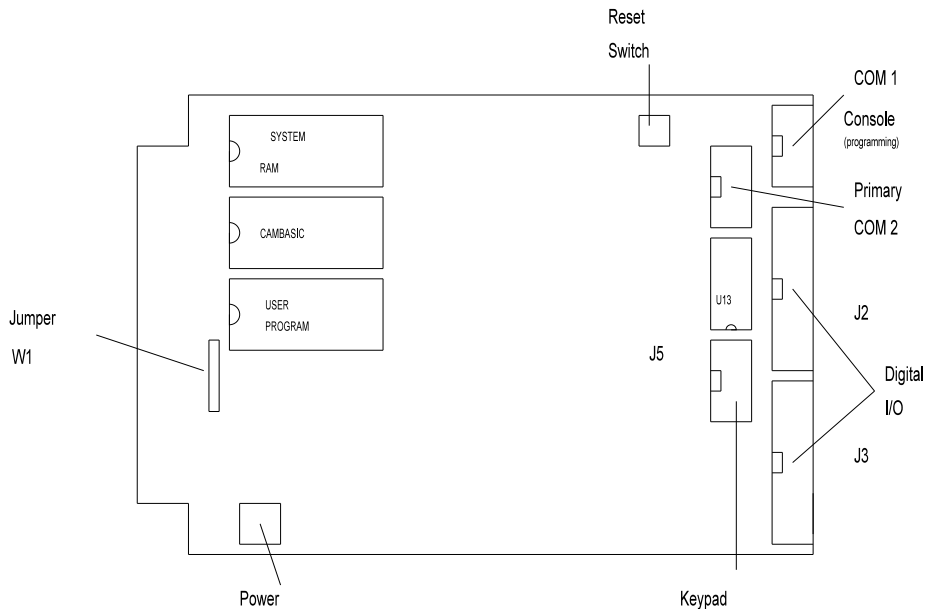 Reset
Switch
COM 1
Console
(programming)
Primary
COM 2
SYSTEM
RAM
CAMBASIC
USER
PROGRAM
U13
Jumper
W1
J5
J2
Digital
I/O
J3
Power
Keypad